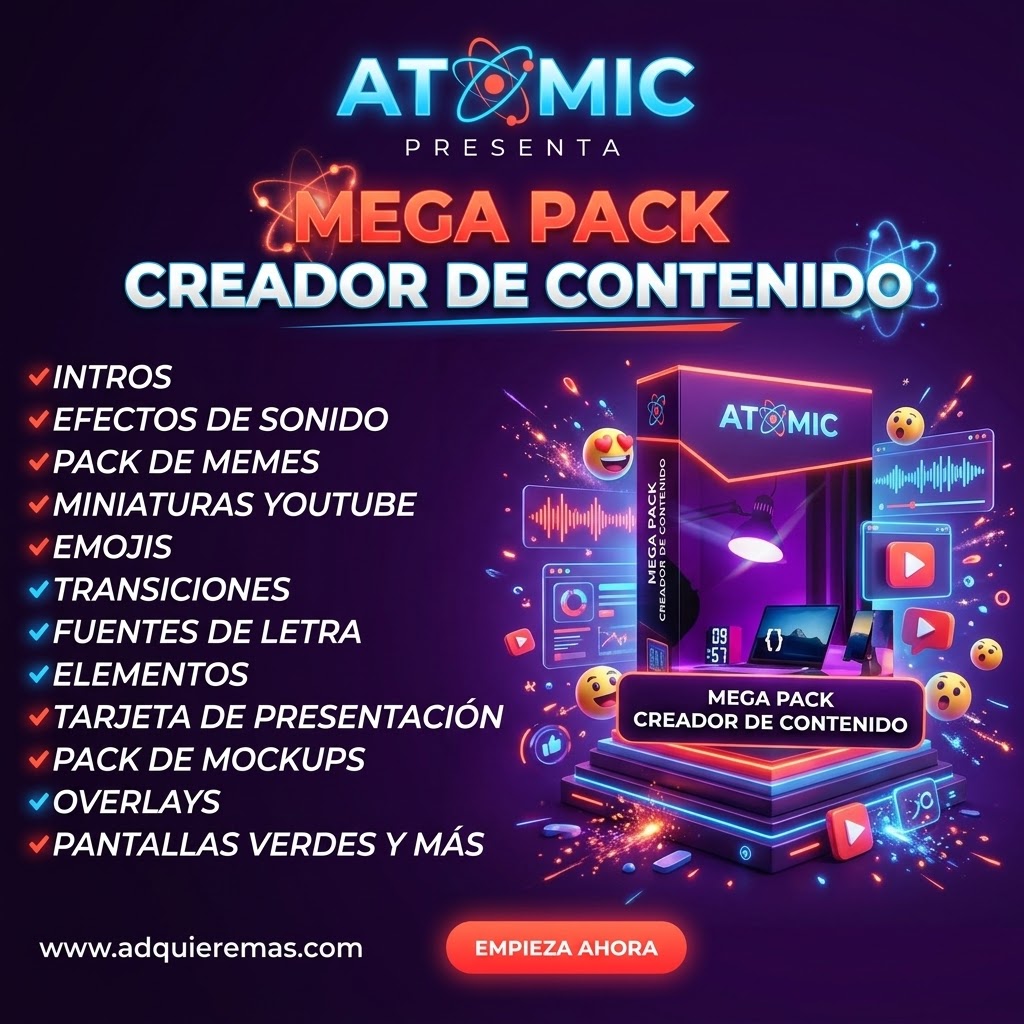 ATOMIC
PRESENTA
MEGA PACK
CREADOR DE CONTENIDO
INTROS
EFECTOS DE SONIDO
PACK DE MEMES
MINIATURAS YOUTUBE
EMOJIS
TRANSICIONES
FUENTES DE LETRA
ELEMENTOS
TARJETA DE PRESENTACIÓN
PACK DE MOCKUPS
OVERLAYS
PANTALLAS VERDES Y MÁS
ATOMIC
MEGA PACK
CREADOR DE CONTENIDO
09
57
{}
MEGA PACK
CREADOR DE CONTENIDO
www.adquieremas.com
EMPIEZA AHORA